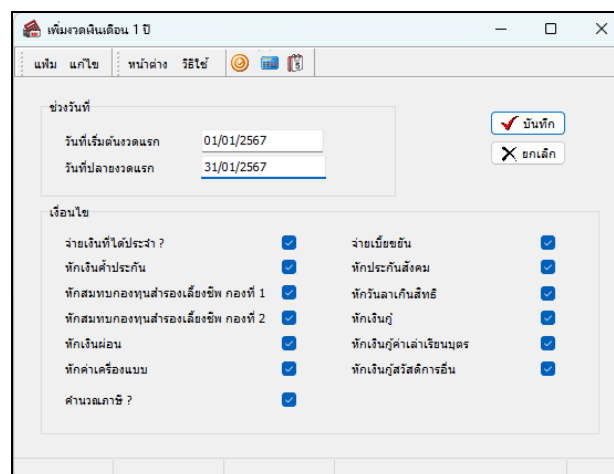 เพิ่มงวดเงินเดือน 1 ปี
แฟ้ม แก้ไข หน้าต่าง วิธีใช้
ช่วงวันที่
วันที่เริ่มต้นงวดแรก 01/01/2567
วันที่ปลายงวดแรก 31/01/2567
บันทึก
ยกเลิก
เงื่อนไข
จ่ายเงินที่ได้ประจำ ? จ่ายเบี้ยขยัน
หักเงินค้ำประกัน หักประกันสังคม
หักสมทบกองทุนสำรองเลี้ยงชีพ กองที่ 1 หักวันลาเกินสิทธิ
หักสมทบกองทุนสำรองเลี้ยงชีพ กองที่ 2 หักเงินกู้
หักเงินผ่อน หักเงินกู้ค่าเล่าเรียนบุตร
หักค่าเครื่องแบบ หักเงินกู้สวัสดิการอื่น
คำนวณภาษี ?